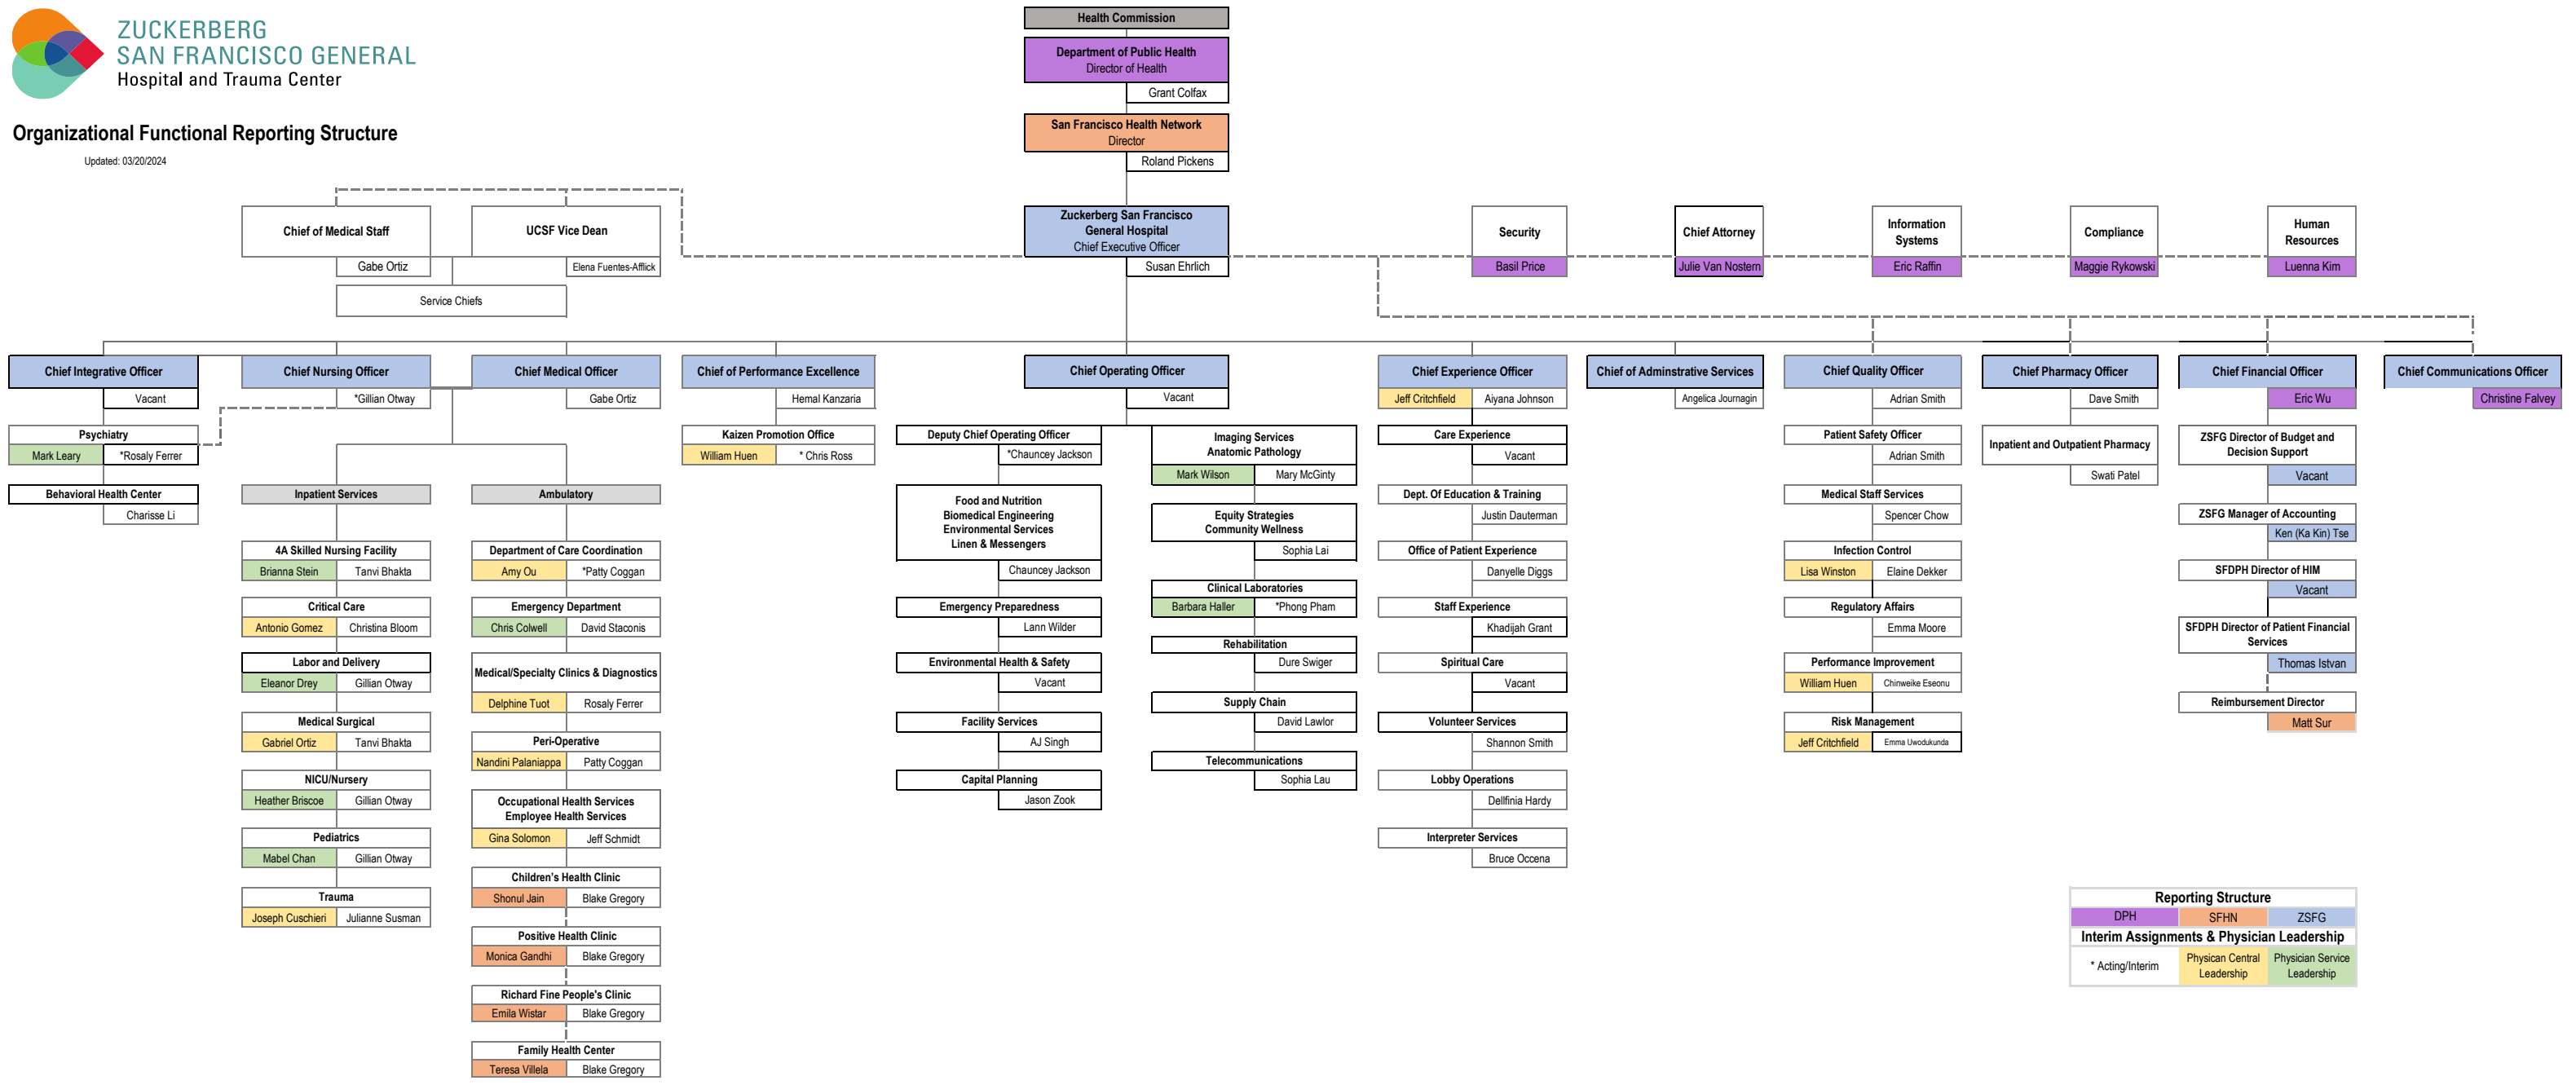 ZUCKERBERG
SAN FRANCISCO GENERAL
Hospital and Trauma Center
Organizational Functional Reporting Structure
Updated: 03/20/2024
Health Commission
Department of Public Health
Director of Health
Grant Colfax
San Francisco Health Network
Director
Roland Pickens
Chief of Medical Staff
Gabe Ortiz
UCSF Vice Dean
Elena Fuentes-Afflick
Service Chiefs
Zuckerberg San Francisco
General Hospital
Chief Executive Officer
Susan Ehrlich
Security
Basil Price
Chief Attorney
Julie Van Nostern
Information
Systems
Eric Raffin
Compliance
Maggie Rykowski
Human
Resources
Luenna Kim
Chief Integrative Officer
Vacant
Psychiatry
Mark Leary
*Rosaly Ferrer
Behavioral Health Center
Charisse Li
Chief Nursing Officer
*Gillian Otway
Chief Medical Officer
Gabe Ortiz
Inpatient Services
4A Skilled Nursing Facility
Brianna Stein
Tanvi Bhakta
Critical Care
Antonio Gomez
Christina Bloom
Labor and Delivery
Eleanor Drey
Gillian Otway
Medical Surgical
Gabriel Ortiz
Tanvi Bhakta
NICU/Nursery
Heather Briscoe
Gillian Otway
Pediatrics
Mabel Chan
Gillian Otway
Trauma
Joseph Cuschieri
Julianne Susman
Ambulatory
Department of Care Coordination
Amy Ou
*Patty Coggan
Emergency Department
Chris Colwell
David Staconis
Medical/Specialty Clinics & Diagnostics
Delphine Tuot
Rosaly Ferrer
Peri-Operative
Nandini Palaniappa
Patty Coggan
Occupational Health Services
Employee Health Services
Gina Solomon
Jeff Schmidt
Children's Health Clinic
Shonul Jain
Blake Gregory
Positive Health Clinic
Monica Gandhi
Blake Gregory
Richard Fine People's Clinic
Emila Wistar
Blake Gregory
Family Health Center
Teresa Villela
Blake Gregory
Chief of Performance Excellence
Hemal Kanzaria
Kaizen Promotion Office
William Huen
* Chris Ross
Chief Operating Officer
Vacant
Deputy Chief Operating Officer
*Chauncey Jackson
Food and Nutrition
Biomedical Engineering
Environmental Services
Linen & Messengers
Chauncey Jackson
Emergency Preparedness
Lann Wilder
Environmental Health & Safety
Vacant
Facility Services
AJ Singh
Capital Planning
Jason Zook
Imaging Services
Anatomic Pathology
Mark Wilson
Mary McGinty
Equity Strategies
Community Wellness
Sophia Lai
Clinical Laboratories
Barbara Haller
*Phong Pham
Rehabilitation
Dure Swiger
Supply Chain
David Lawlor
Telecommunications
Sophia Lau
Chief Experience Officer
Jeff Critchfield
Aiyana Johnson
Care Experience
Vacant
Dept. Of Education & Training
Justin Dauterman
Office of Patient Experience
Danyelle Diggs
Staff Experience
Khadijah Grant
Spiritual Care
Vacant
Volunteer Services
Shannon Smith
Lobby Operations
Dellfinia Hardy
Interpreter Services
Bruce Occena
Chief of Adminstrative Services
Angelica Journagin
Chief Quality Officer
Adrian Smith
Patient Safety Officer
Adrian Smith
Medical Staff Services
Spencer Chow
Infection Control
Lisa Winston
Elaine Dekker
Regulatory Affairs
Emma Moore
Performance Improvement
William Huen
Chinweike Eseonu
Risk Management
Jeff Critchfield
Emma Uwodukunda
Chief Pharmacy Officer
Dave Smith
Inpatient and Outpatient Pharmacy
Swati Patel
Chief Financial Officer
Eric Wu
ZSFG Director of Budget and
Decision Support
Vacant
ZSFG Manager of Accounting
Ken (Ka Kin) Tse
SFDPH Director of HIM
Vacant
SFDPH Director of Patient Financial
Services
Thomas Istvan
Reimbursement Director
Matt Sur
Chief Communications Officer
Christine Falvey
Reporting Structure
DPH
SFHN
ZSFG
Interim Assignments & Physician Leadership
* Acting/Interim
Physican Central
Leadership
Physician Service
Leadership